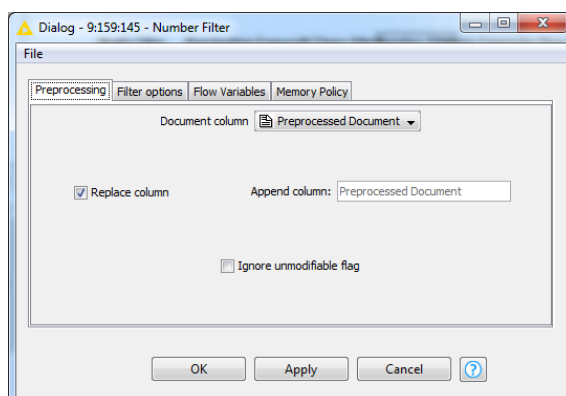 Dialog - 9:159:145 - Number Filter
File
Preprocessing Filter options Flow Variables Memory Policy
Document column Preprocessed Document
Replace column Append column: Preprocessed Document
Ignore unmodifiable flag
OK Apply Cancel ?